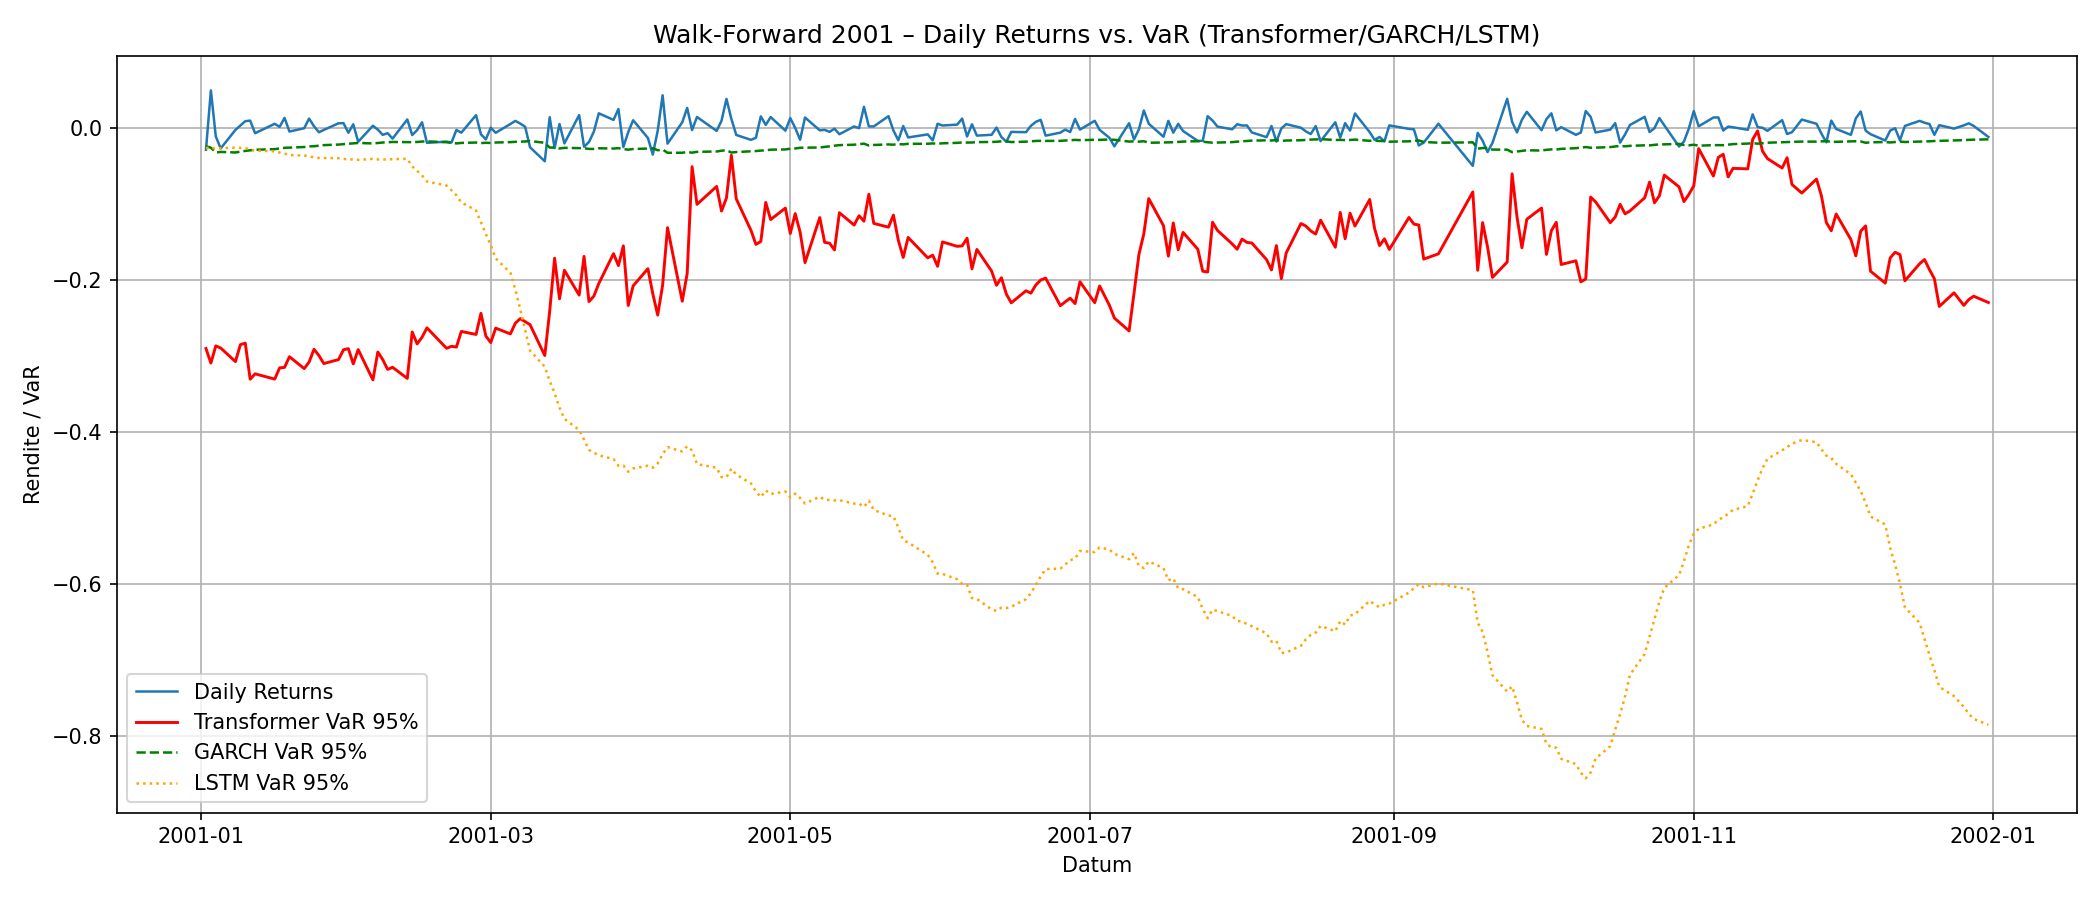 Walk-Forward 2001 – Daily Returns vs. VaR (Transformer/GARCH/LSTM)
Rendite / VaR
0.0
−0.2
−0.4
−0.6
−0.8
Daily Returns
Transformer VaR 95%
GARCH VaR 95%
LSTM VaR 95%
2001-01 2001-03 2001-05 2001-07 2001-09 2001-11 2002-01
Datum